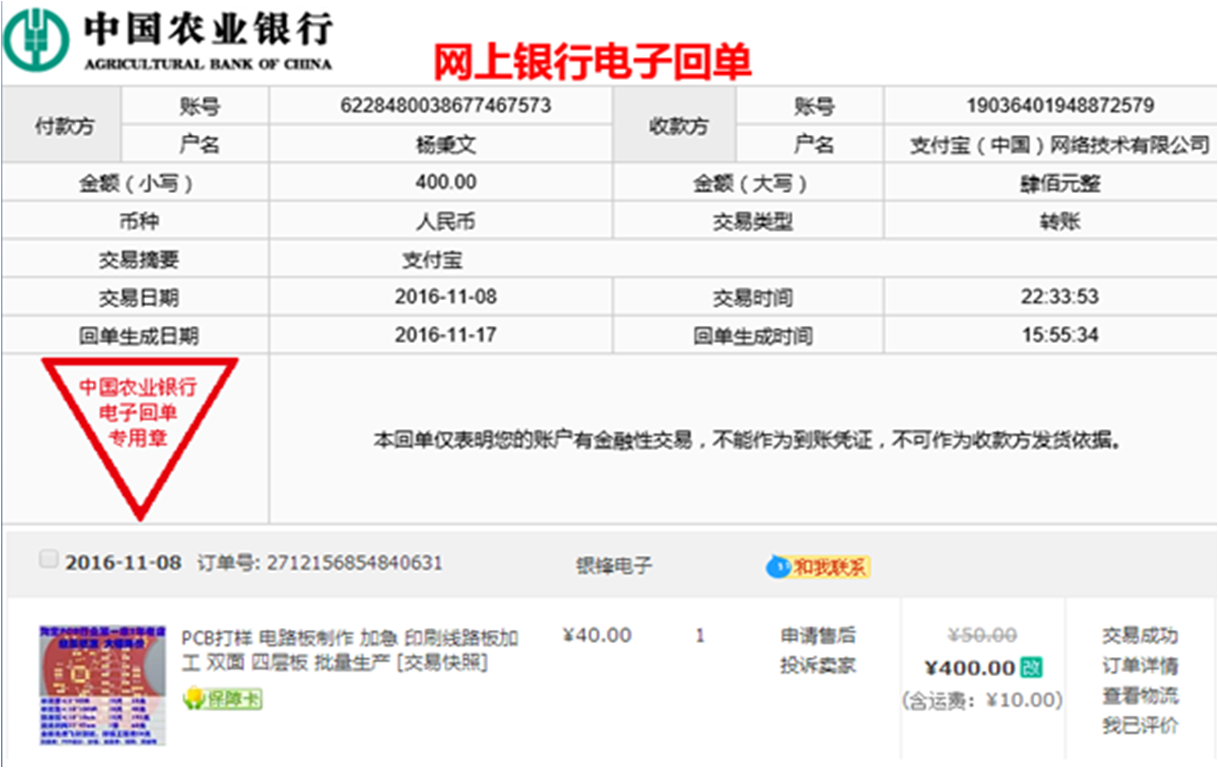 中国农业银行
AGRICULTURAL BANK OF CHINA
网上银行电子回单
付款方 账号 6228480038677467573 收款方 账号 19036401948872579
户名 杨秉文 户名 支付宝（中国）网络技术有限公司
金额（小写） 400.00 金额（大写） 肆佰元整
币种 人民币 交易类型 转账
交易摘要 支付宝
交易日期 2016-11-08 交易时间 22:33:53
回单生成日期 2016-11-17 回单生成时间 15:55:34
中国农业银行
电子回单
专用章
本回单仅表明您的账户有金融性交易，不能作为到账凭证，不可作为收款方发货依据。
2016-11-08 订单号: 2712156854840631 银锋电子 和我联系
PCB打样 电路板制作 加急 印刷线路板加 ¥40.00 1 申请售后 ¥50.00 交易成功
工 双面 四层板 批量生产 [交易快照] 投诉卖家 ¥400.00 改 订单详情
保障卡 (含运费: ¥10.00) 查看物流
我已评价